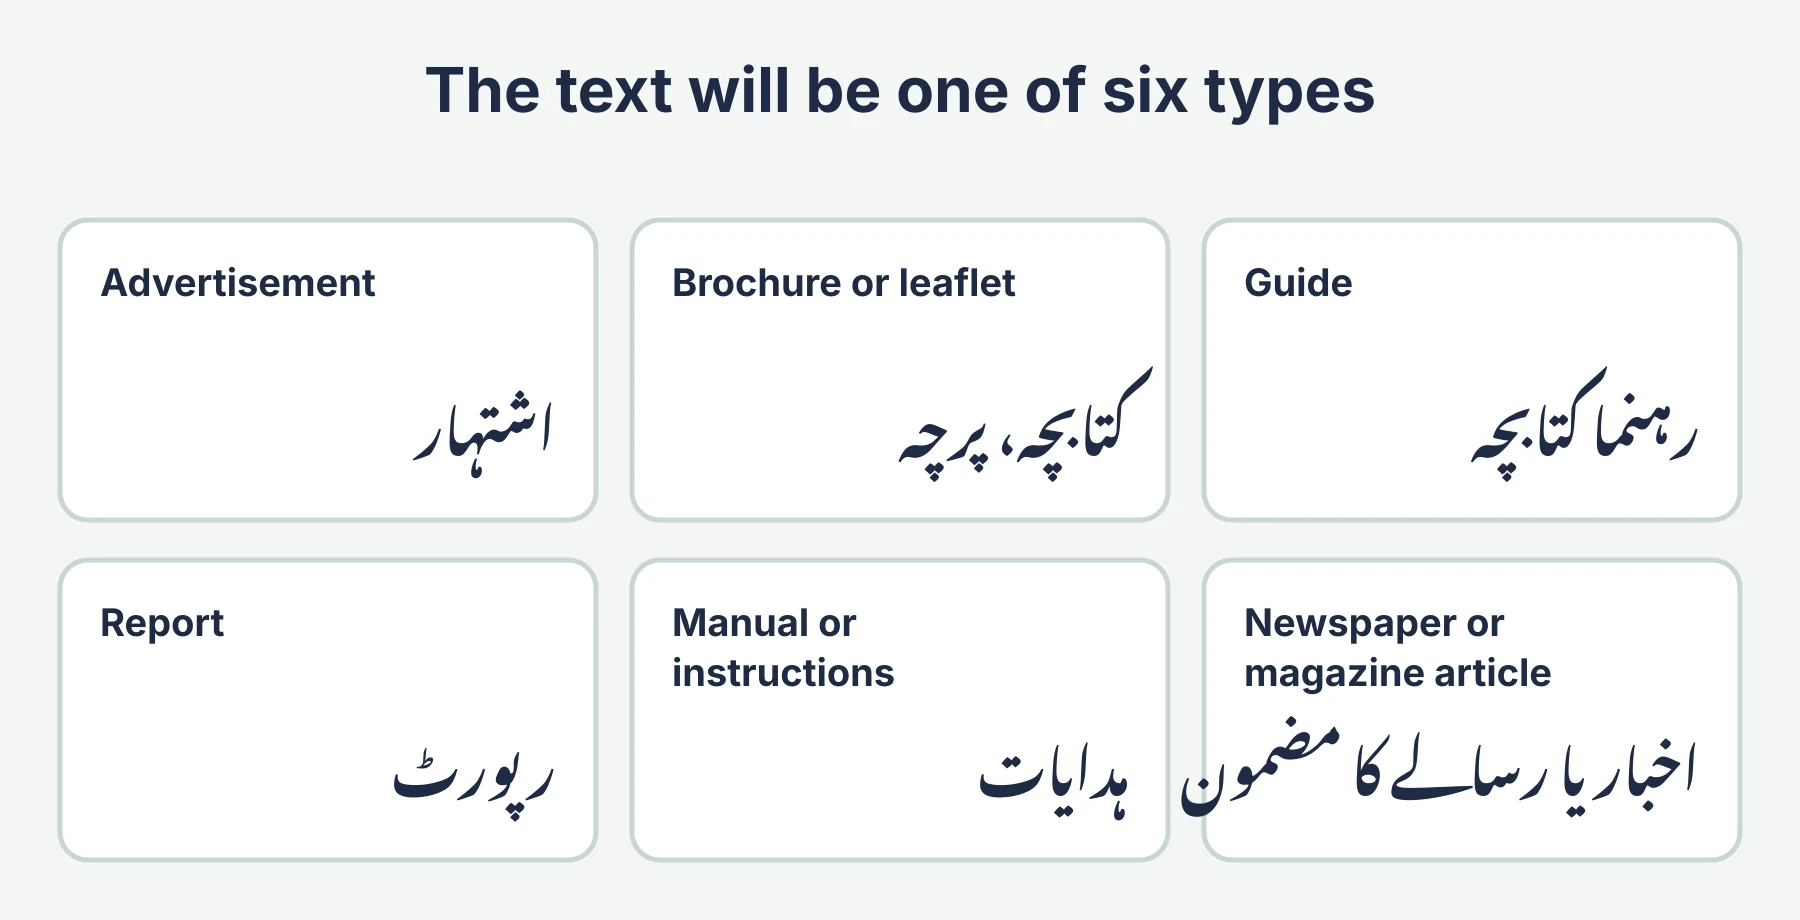 The text will be one of six types
Advertisement
اشتہار
Brochure or leaflet
کتابچہ، پرچہ
Guide
رہنما کتابچہ
Report
رپورٹ
Manual or
instructions
ہدایات
Newspaper or
magazine article
اخبار یا رسالے کا مضمون